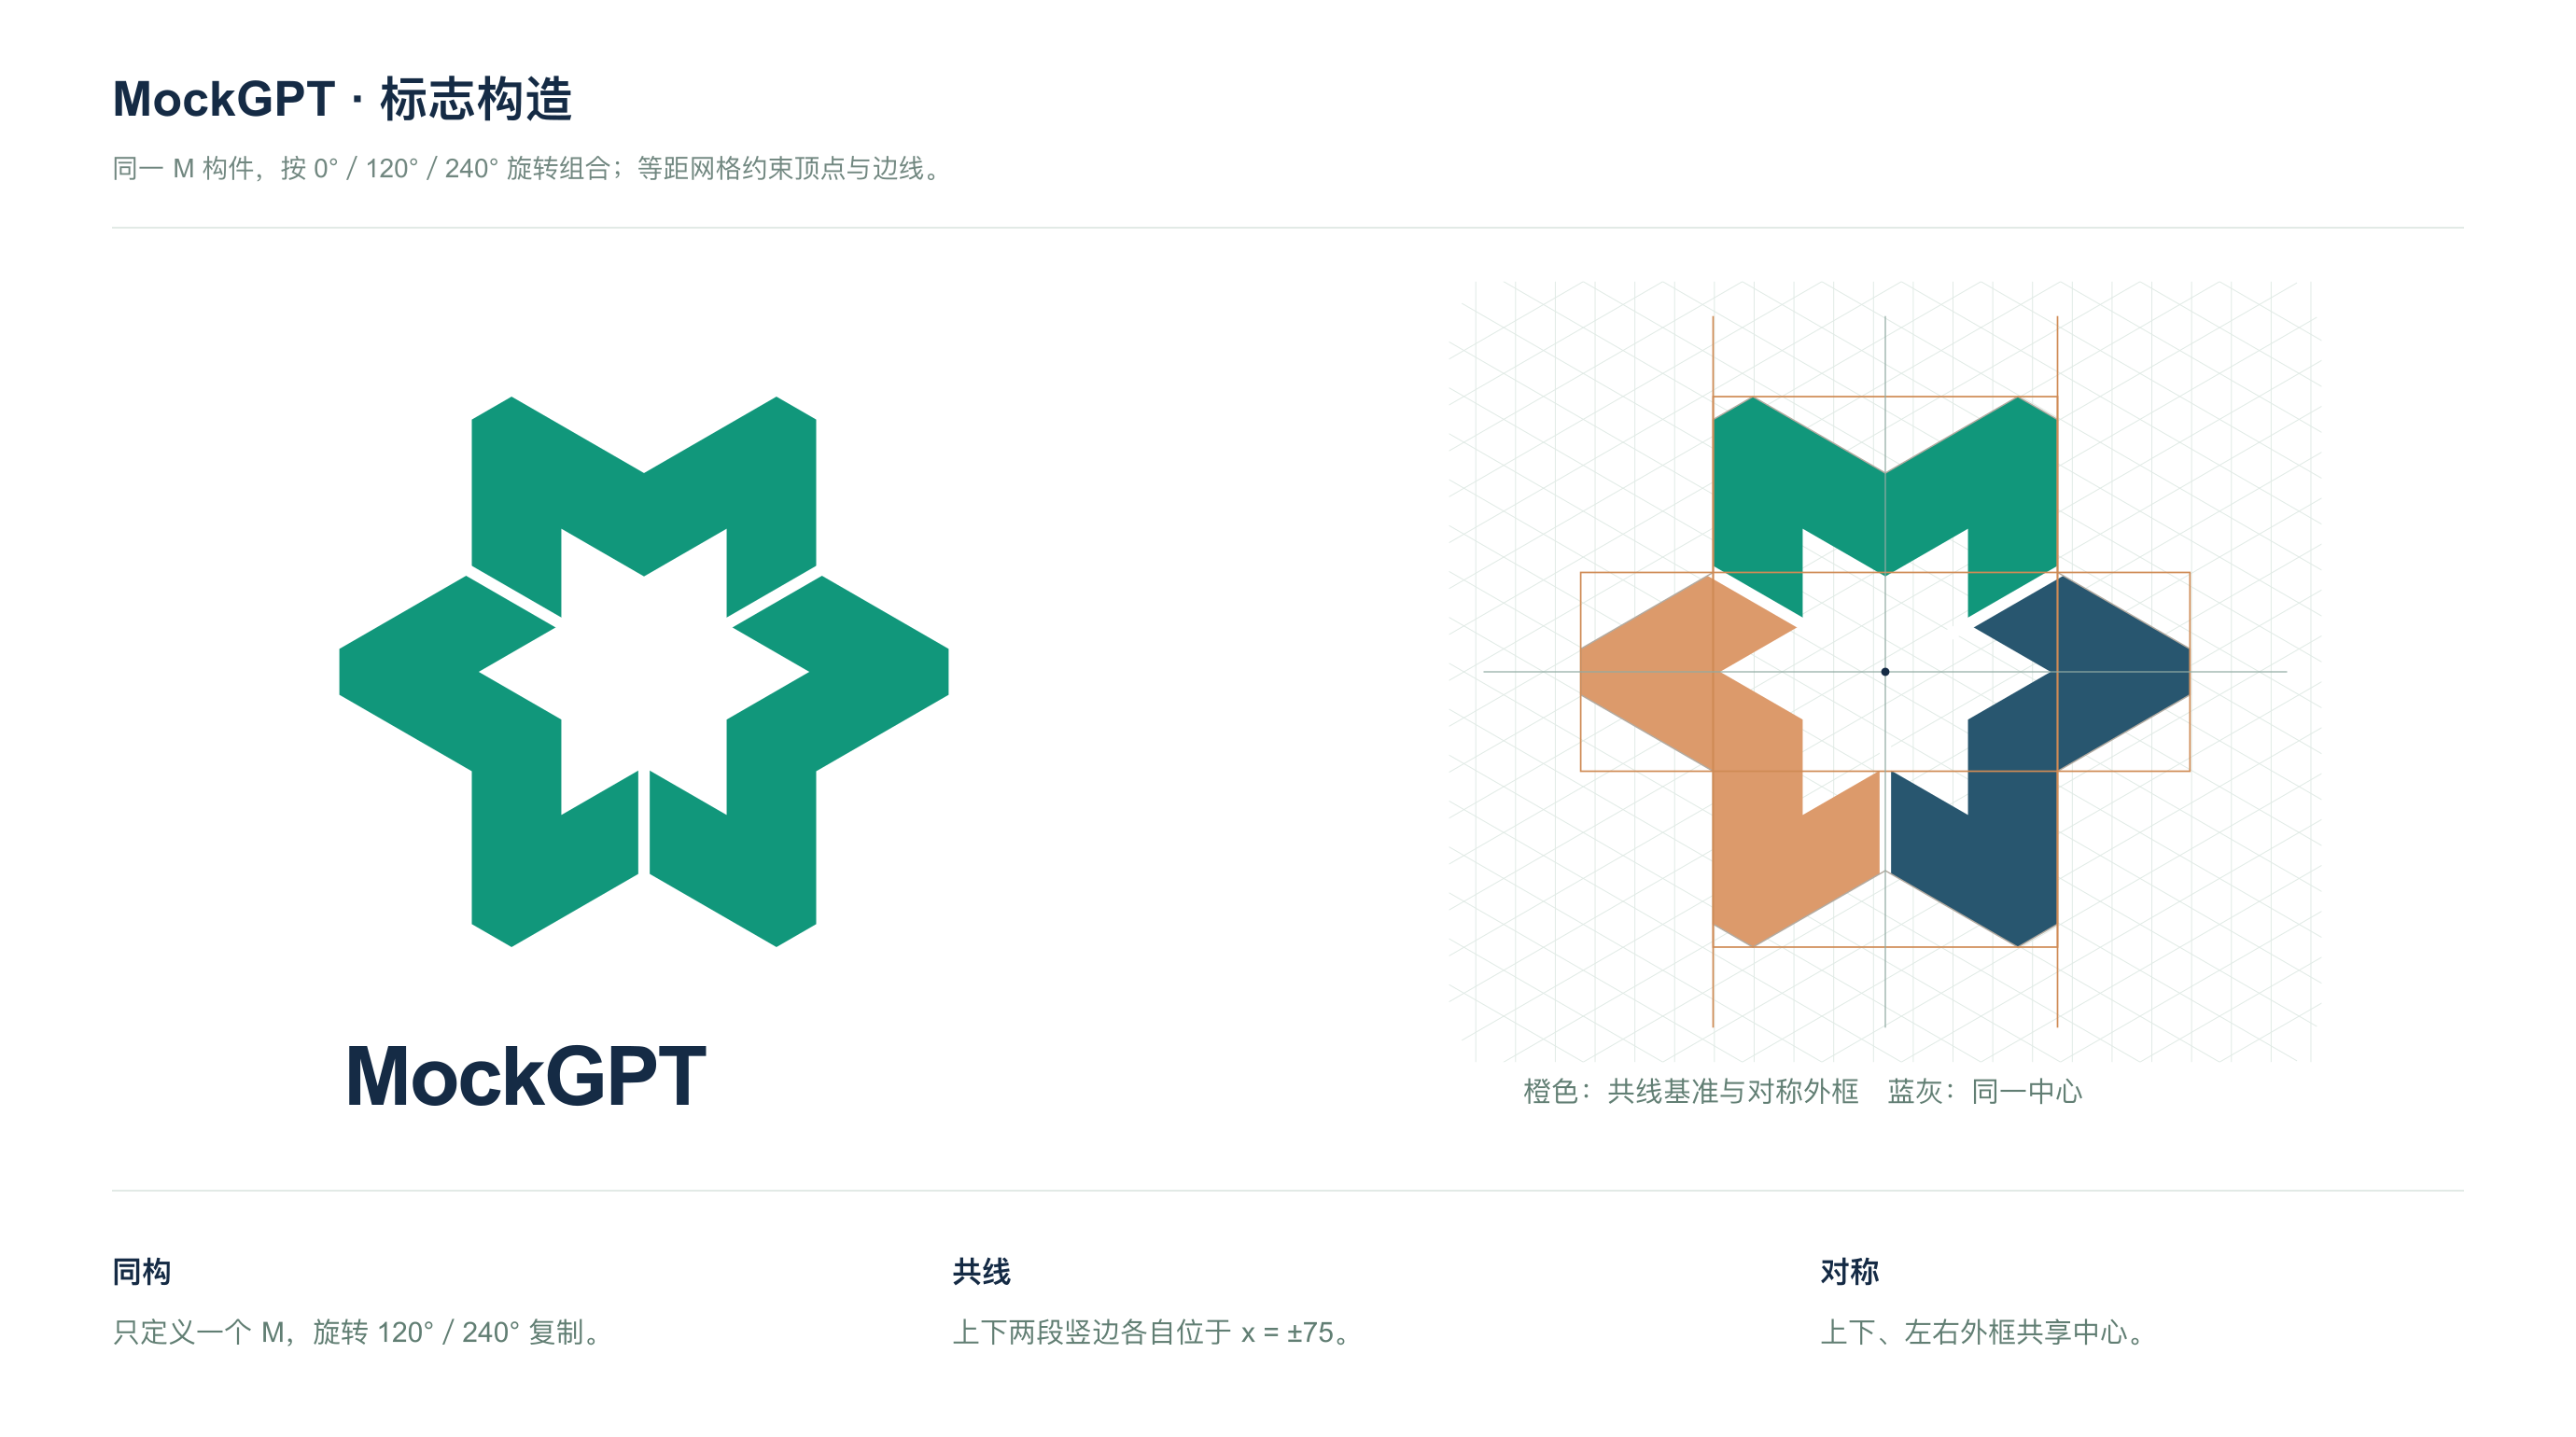 MockGPT · 标志构造
同一 M 构件，按 0° / 120° / 240° 旋转组合；等距网格约束顶点与边线。
MockGPT
橙色：共线基准与对称外框　蓝灰：同一中心
同构
只定义一个 M，旋转 120° / 240° 复制。
共线
上下两段竖边各自位于 x = ±75。
对称
上下、左右外框共享中心。